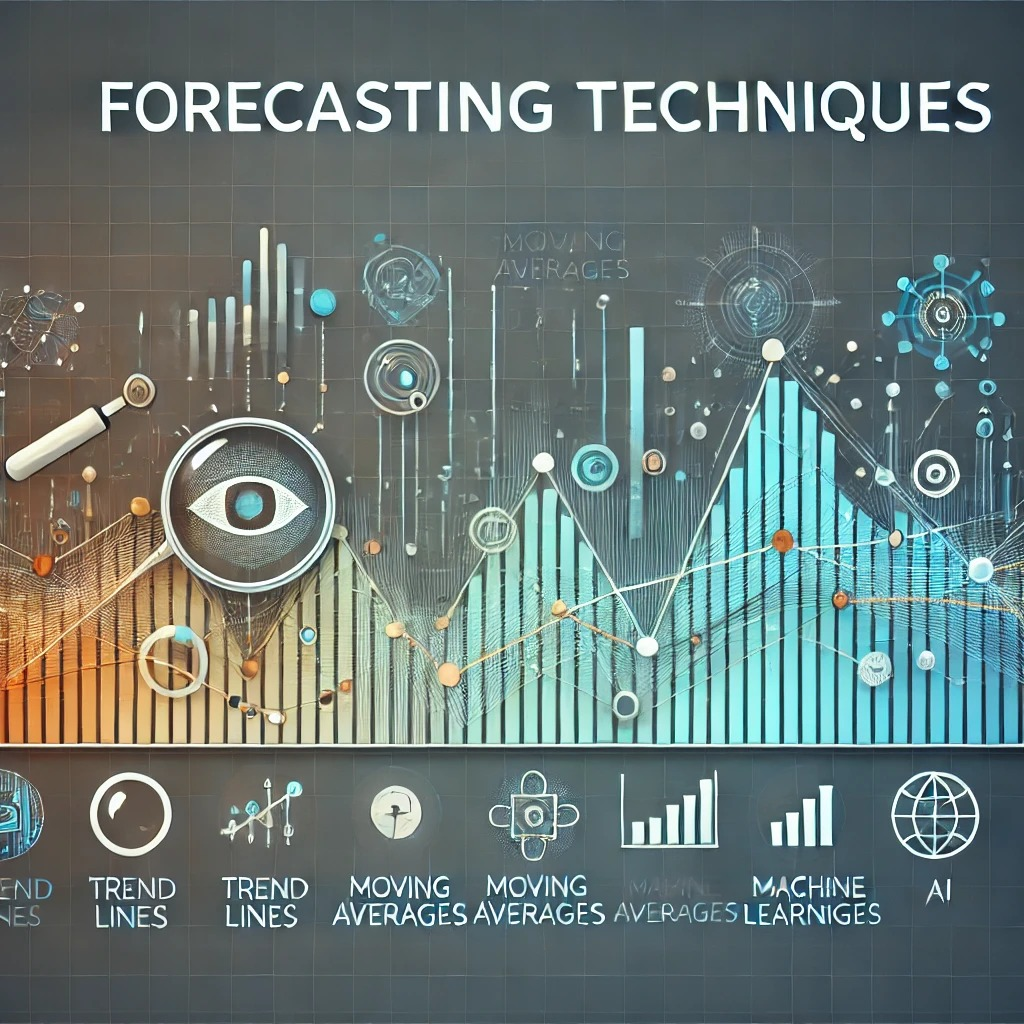 FORECASTING TECHNIQUES
MOVING
AVERAGES
TREND
LINES
TREND
LINES
MOVING
AVERAGES
MOVING
AVERAGES
AVERAGES
MACHINE
LEARNIGES
AI